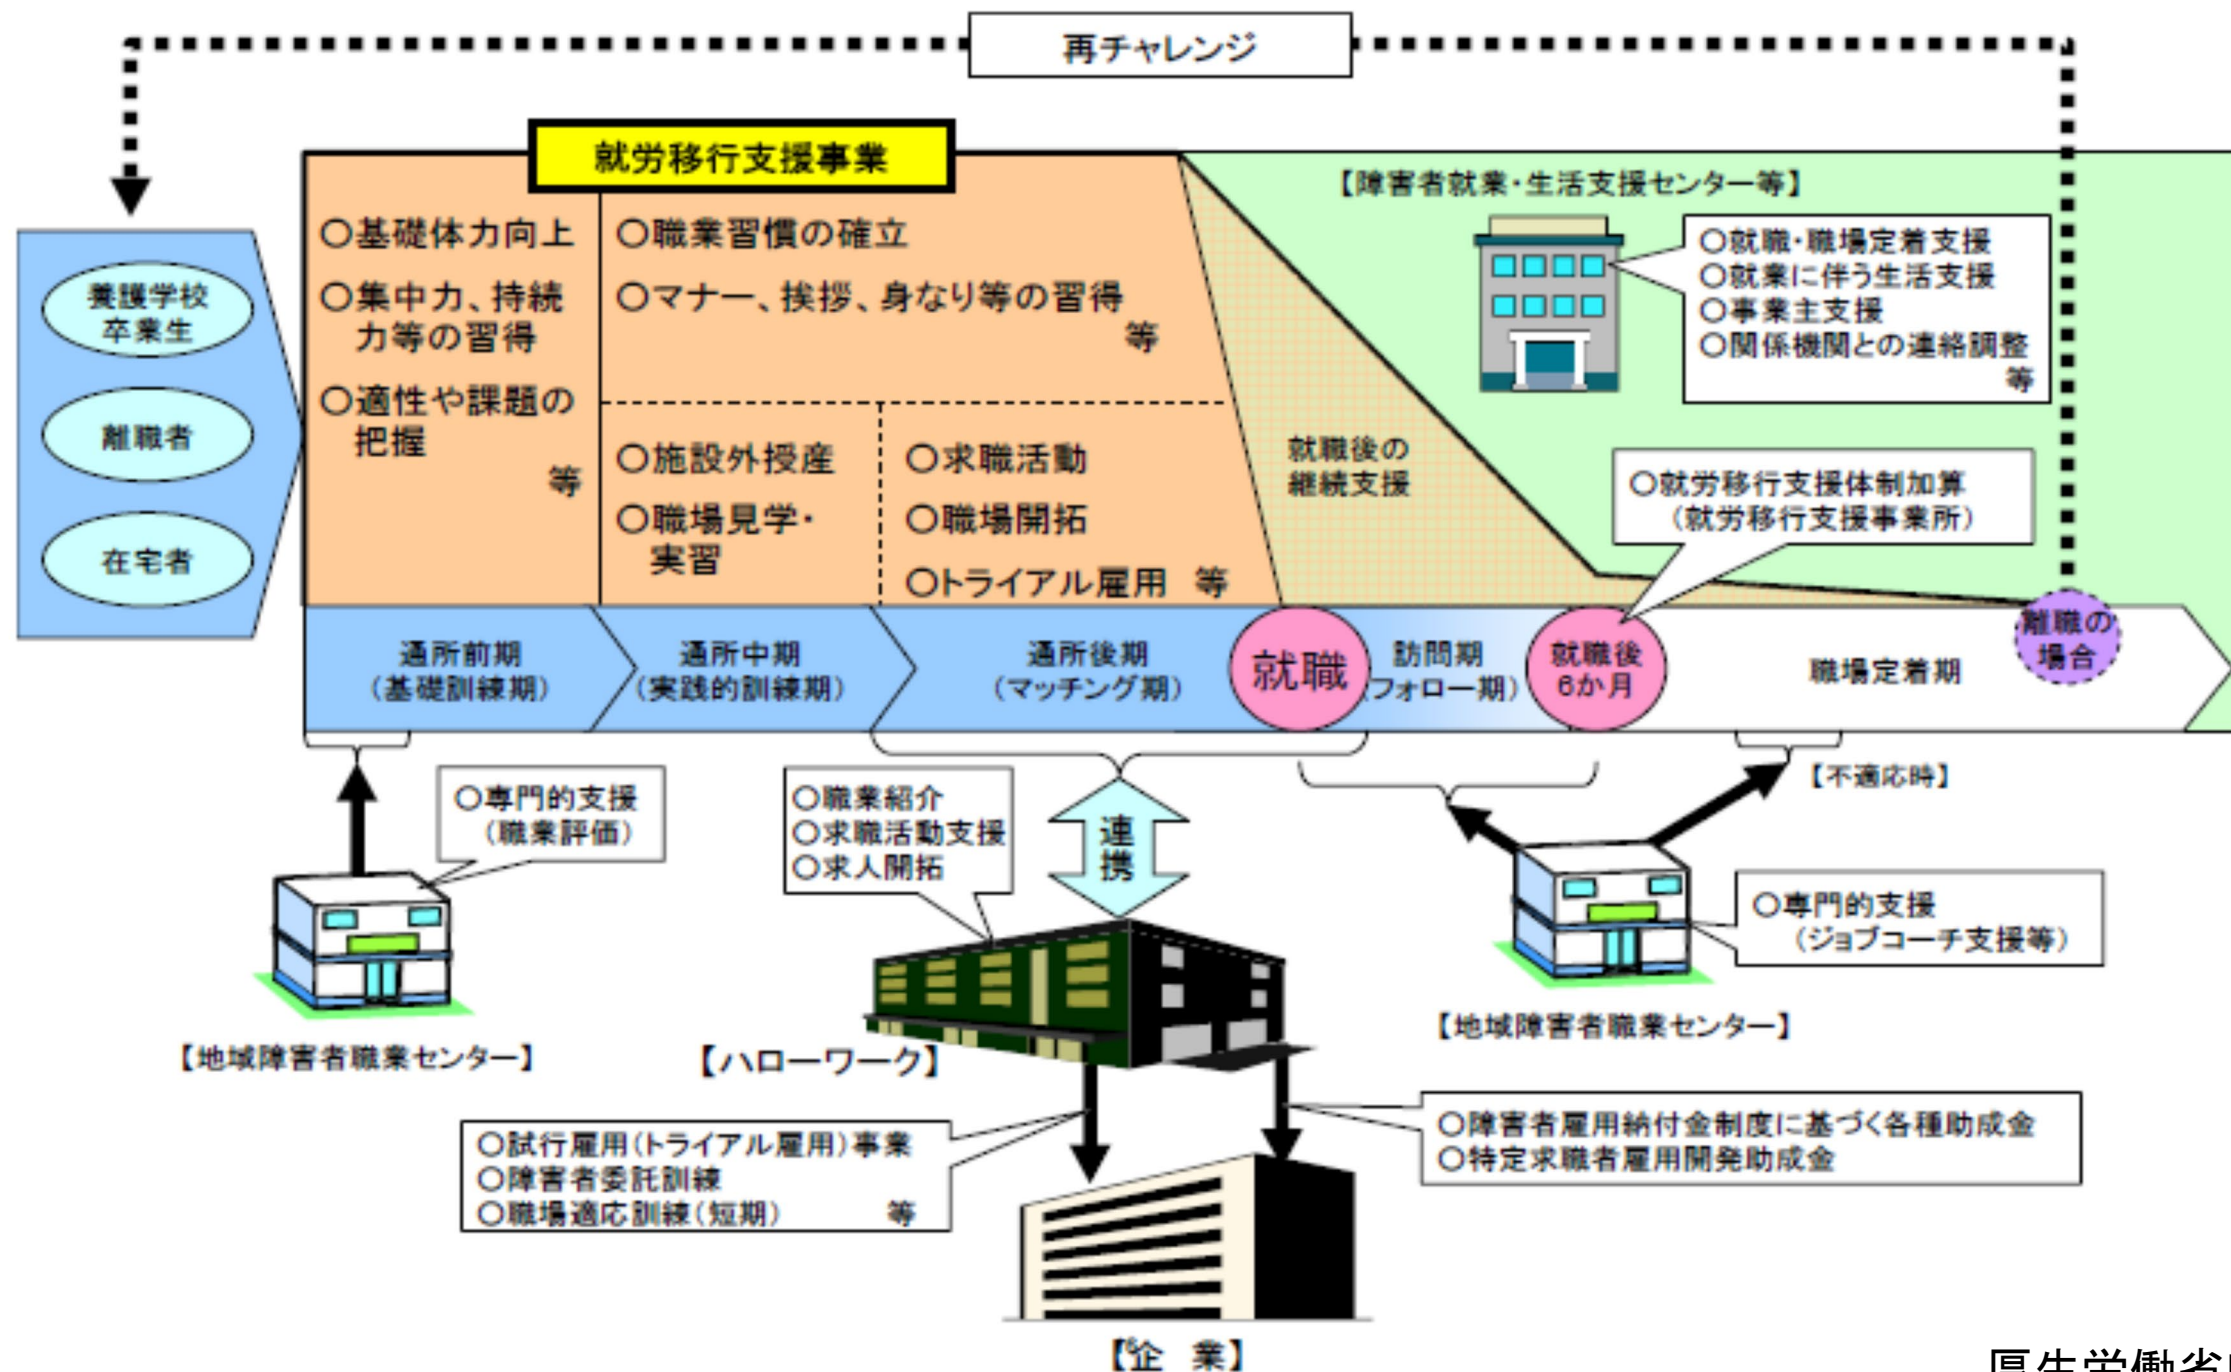 再チャレンジ
就労移行支援事業
養護学校
卒業生
離職者
在宅者
○基礎体力向上
○集中力、持続
力等の習得
○適性や課題の
把握
等
○職業習慣の確立
○マナー、挨拶、身なり等の習得
等
○施設外授産
○職場見学・
実習
○求職活動
○職場開拓
○トライアル雇用 等
就職後の
継続支援
【障害者就業・生活支援センター等】
○就職・職場定着支援
○就業に伴う生活支援
○事業主支援
○関係機関との連絡調整
等
○就労移行支援体制加算
(就労移行支援事業所)
通所前期
(基礎訓練期)
通所中期
(実践的訓練期)
通所後期
(マッチング期)
就職
訪問期
(フォロー期)
就職後
6か月
職場定着期
離職の
場合
○専門的支援
(職業評価)
【地域障害者職業センター】
○職業紹介
○求職活動支援
○求人開拓
連携
【ハローワーク】
【不適応時】
○専門的支援
(ジョブコーチ支援等)
【地域障害者職業センター】
○試行雇用(トライアル雇用)事業
○障害者委託訓練
○職場適応訓練(短期) 等
○障害者雇用納付金制度に基づく各種助成金
○特定求職者雇用開発助成金
【企 業】
厚生労働省